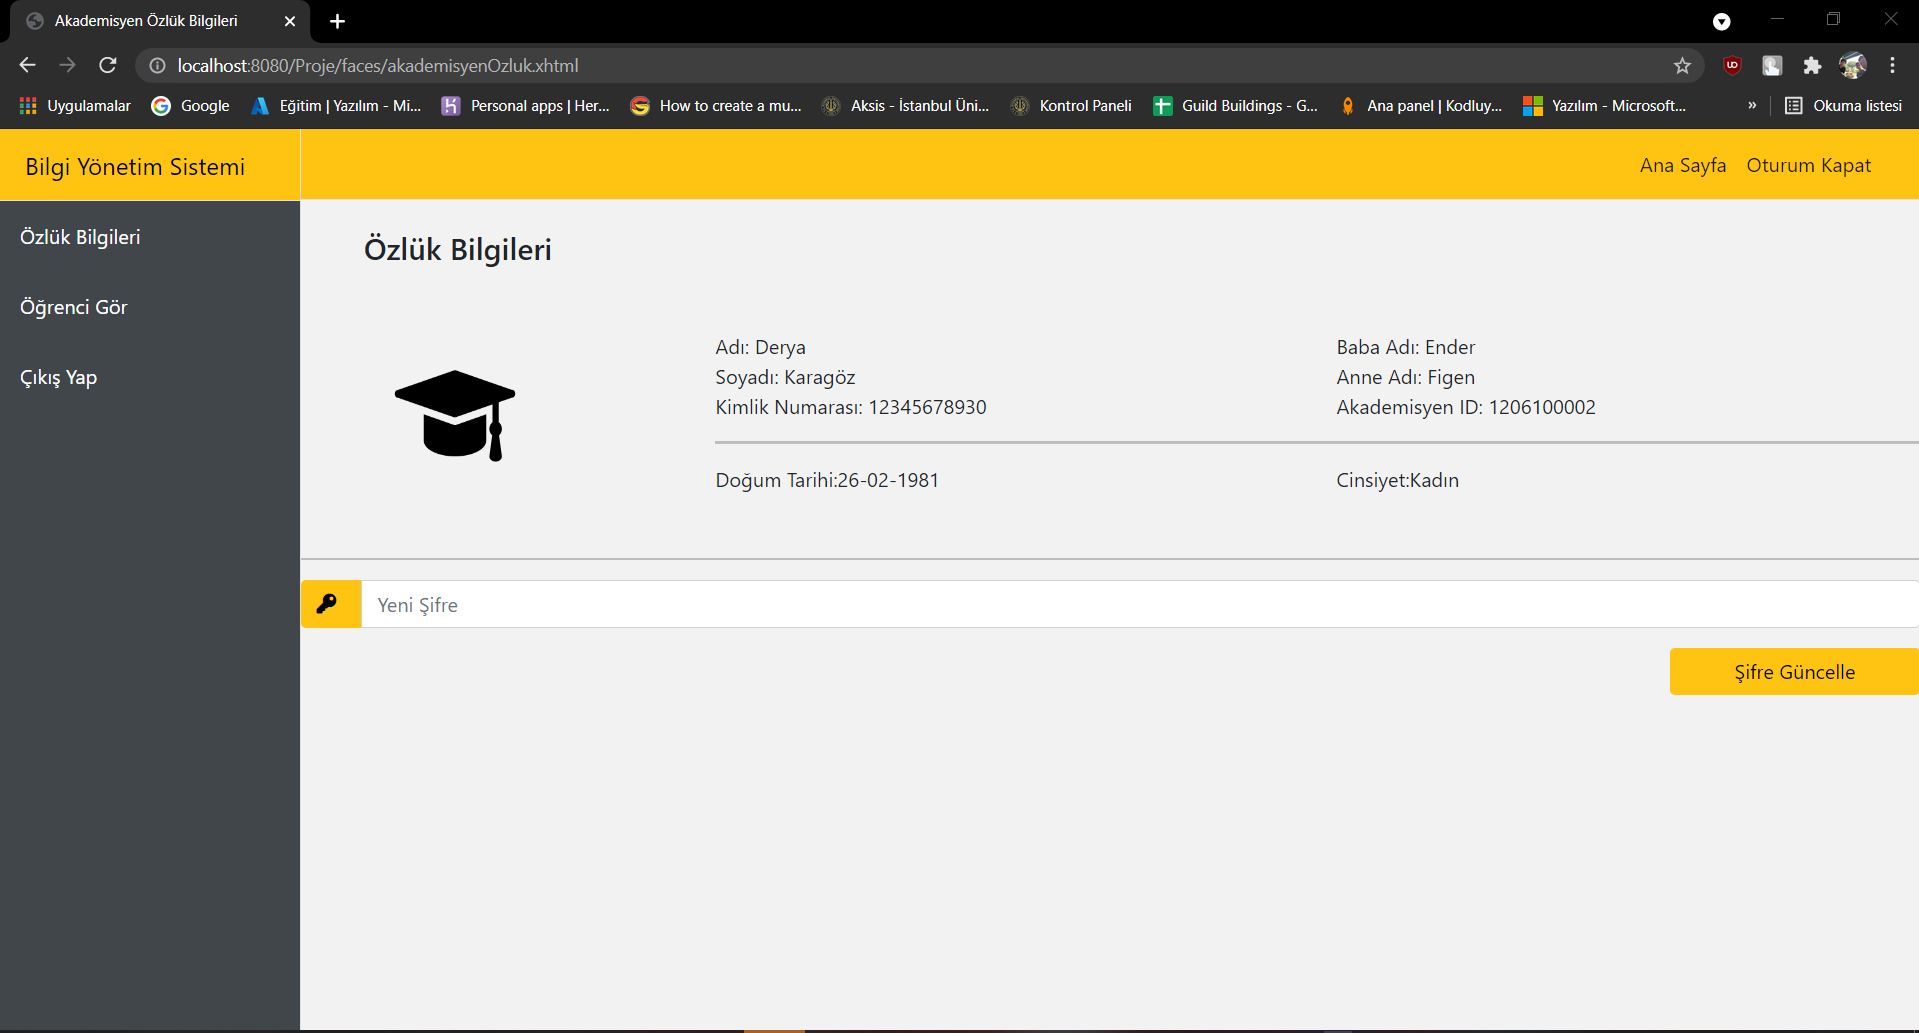 Akademisyen Özlük Bilgileri
localhost:8080/Proje/faces/akademisyenOzluk.xhtml
Uygulamalar Google Eğitim | Yazılım - Mi... Personal apps | Her... How to create a mu... Aksis - İstanbul Üni... Kontrol Paneli Guild Buildings - G... Ana panel | Kodluy... Yazılım - Microsoft... » Okuma listesi
Bilgi Yönetim Sistemi
Ana Sayfa Oturum Kapat
Özlük Bilgileri
Öğrenci Gör
Çıkış Yap
Özlük Bilgileri
Adı: Derya
Soyadı: Karagöz
Kimlik Numarası: 12345678930
Baba Adı: Ender
Anne Adı: Figen
Akademisyen ID: 1206100002
Doğum Tarihi:26-02-1981
Cinsiyet:Kadın
Yeni Şifre
Şifre Güncelle